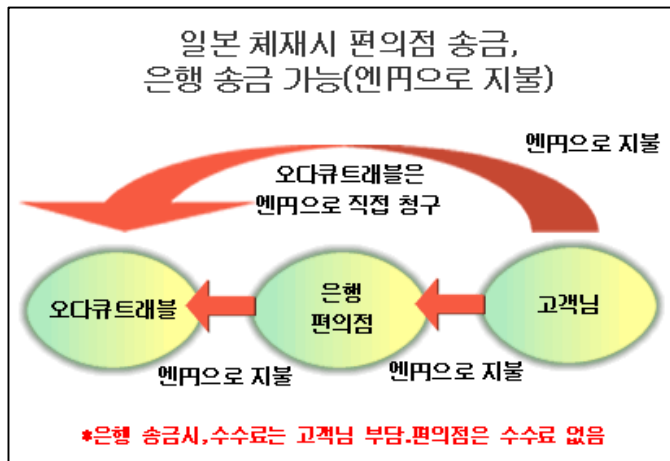 일본 체재시 편의점 송금,
은행 송금 가능(엔円으로 지불)
엔円으로 지불
오다큐트래블은
엔円으로 직접 청구
오다큐트래블
은행
편의점
고객님
엔円으로 지불
엔円으로 지불
*은행 송금시,수수료는 고객님 부담.편의점은 수수료 없음